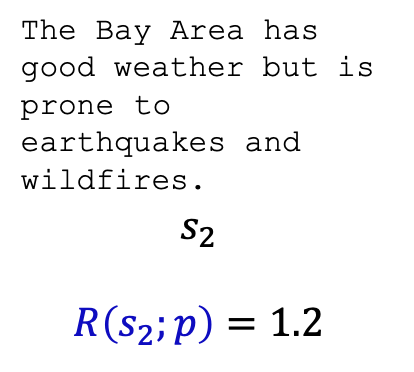 The Bay Area has
good weather but is
prone to
earthquakes and
wildfires.
s₂
R(s₂; p) = 1.2